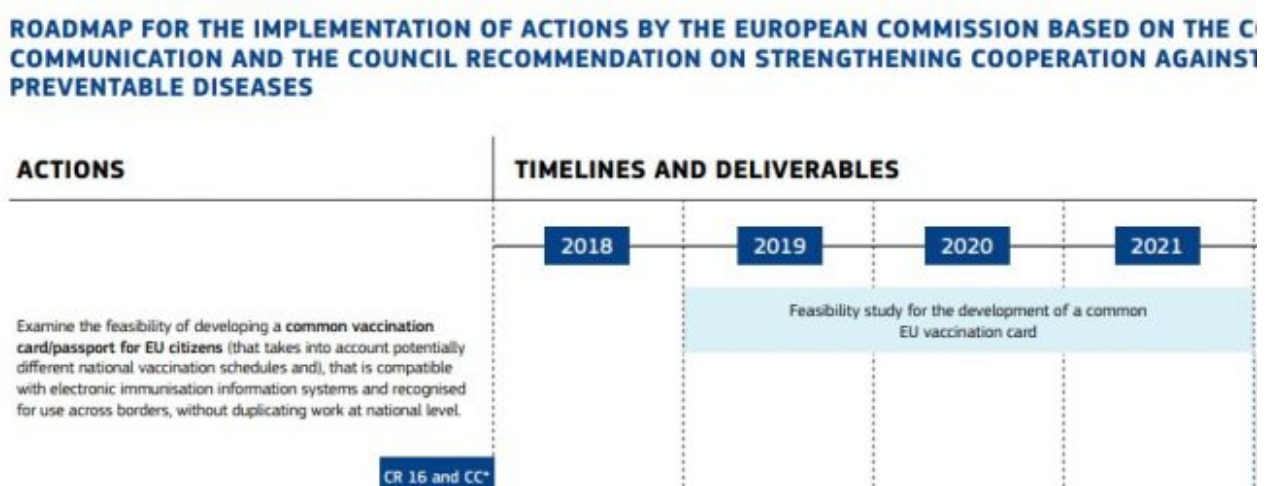 ROADMAP FOR THE IMPLEMENTATION OF ACTIONS BY THE EUROPEAN COMMISSION BASED ON THE
COMMUNICATION AND THE COUNCIL RECOMMENDATION ON STRENGTHENING COOPERATION AGAINST
PREVENTABLE DISEASES
ACTIONS
TIMELINES AND DELIVERABLES
2018
2019
2020
2021
Examine the feasibility of developing a common vaccination
card/passport for EU citizens (that takes into account potentially
different national vaccination schedules and), that is compatible
with electronic immunisation information systems and recognised
for use across borders, without duplicating work at national level.
CR 16 and CC*
Feasibility study for the development of a common
EU vaccination card